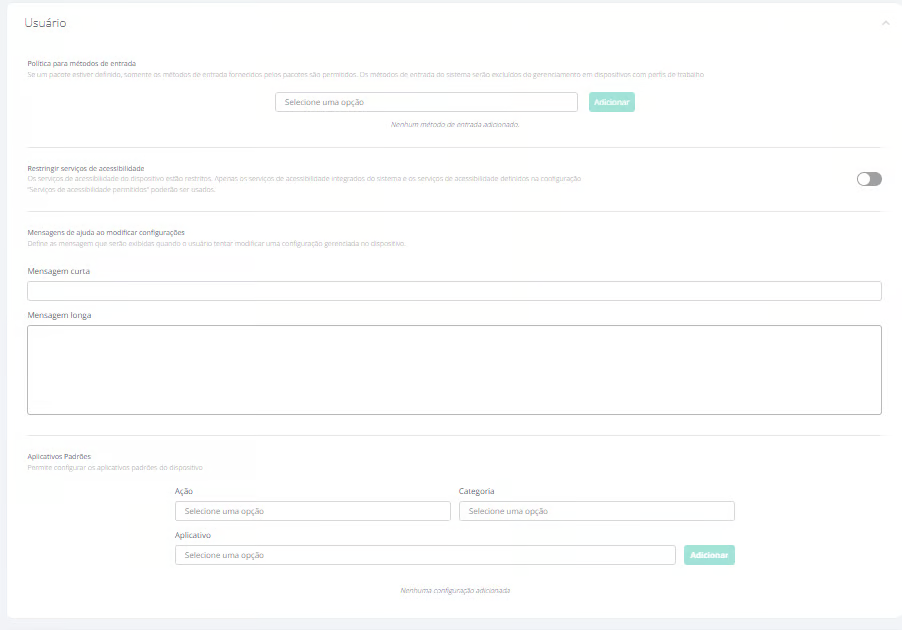 Usuário
Política para métodos de entrada
Se um pacote estiver definido, somente os métodos de entrada fornecidos pelos pacotes são permitidos. Os métodos de entrada do sistema serão excluídos do gerenciamento em dispositivos com perfis de trabalho.
Selecione uma opção
Adicionar
Nenhum método de entrada adicionado.
Restringir serviços de acessibilidade
Os serviços de acessibilidade do dispositivo estão restritos. Apenas os serviços de acessibilidade integrados do sistema e os serviços de acessibilidade definidos na configuração
"Serviços de acessibilidade permitidos" poderão ser usados.
Mensagens de ajuda ao modificar configurações
Define as mensagem que serão exibidas quando o usuário tentar modificar uma configuração gerenciada no dispositivo.
Mensagem curta
Mensagem longa
Aplicativos Padrões
Permite configurar os aplicativos padrões do dispositivo
Ação
Categoria
Selecione uma opção
Selecione uma opção
Aplicativo
Selecione uma opção
Adicionar
Nenhuma configuração adicionada